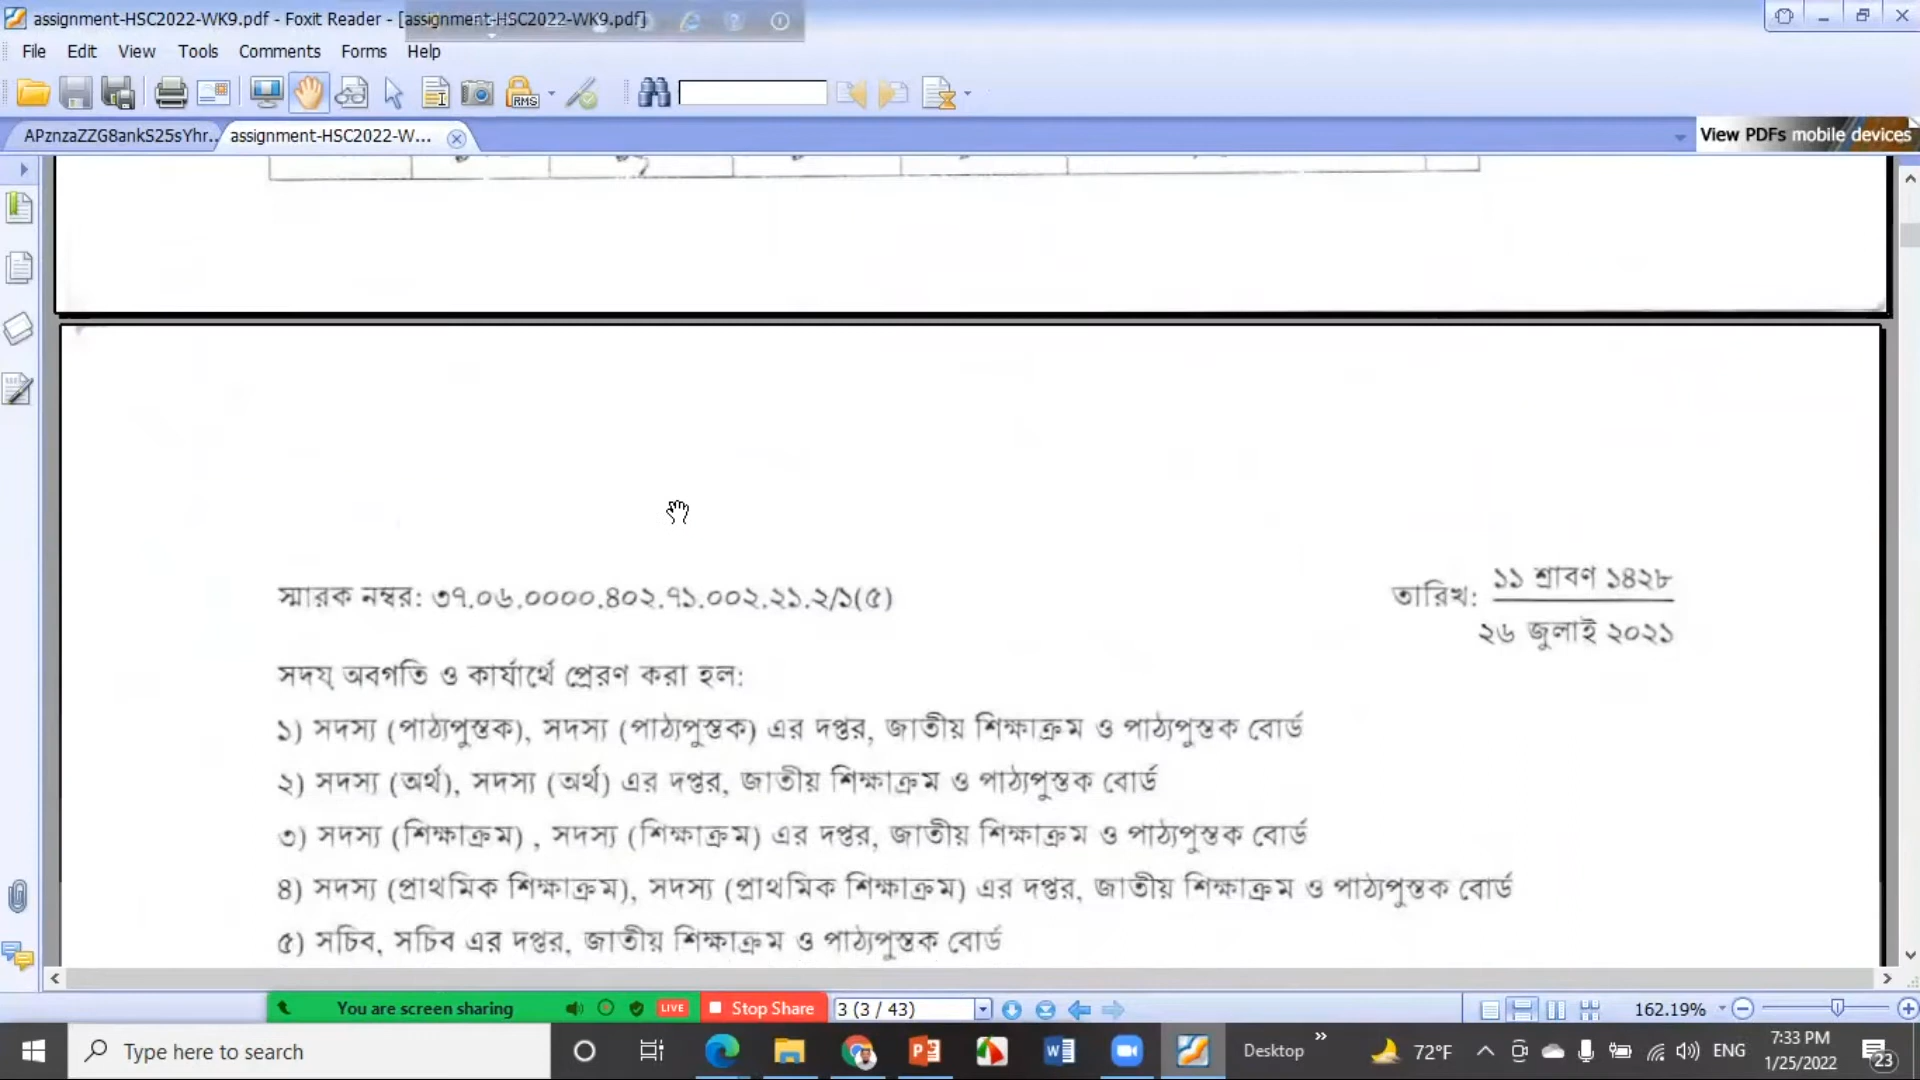 assignment-HSC2022-WK9.pdf - Foxit Reader - [assignment-HSC2022-WK9.pdf]
File Edit View Tools Comments Forms Help
RMS
APznzaZZG8ankS25sYhr... assignment-HSC2022-W... View PDFs mobile devices
স্মারক নম্বর: ৩৭.০৬.০০০০.৪০২.৭১.০০২.২১.২/১(৫)
তারিখ: ১১ শ্রাবণ ১৪২৮
২৬ জুলাই ২০২১
সদয় অবগতি ও কার্যার্থে প্রেরণ করা হল:
১) সদস্য (পাঠ্যপুস্তক), সদস্য (পাঠ্যপুস্তক) এর দপ্তর, জাতীয় শিক্ষাক্রম ও পাঠ্যপুস্তক বোর্ড
২) সদস্য (অর্থ), সদস্য (অর্থ) এর দপ্তর, জাতীয় শিক্ষাক্রম ও পাঠ্যপুস্তক বোর্ড
৩) সদস্য (শিক্ষাক্রম) , সদস্য (শিক্ষাক্রম) এর দপ্তর, জাতীয় শিক্ষাক্রম ও পাঠ্যপুস্তক বোর্ড
৪) সদস্য (প্রাথমিক শিক্ষাক্রম), সদস্য (প্রাথমিক শিক্ষাক্রম) এর দপ্তর, জাতীয় শিক্ষাক্রম ও পাঠ্যপুস্তক বোর্ড
৫) সচিব, সচিব এর দপ্তর, জাতীয় শিক্ষাক্রম ও পাঠ্যপুস্তক বোর্ড
You are screen sharing LIVE Stop Share 3 (3 / 43) 162.19%
Type here to search Desktop 72°F ENG 7:33 PM
1/25/2022 23